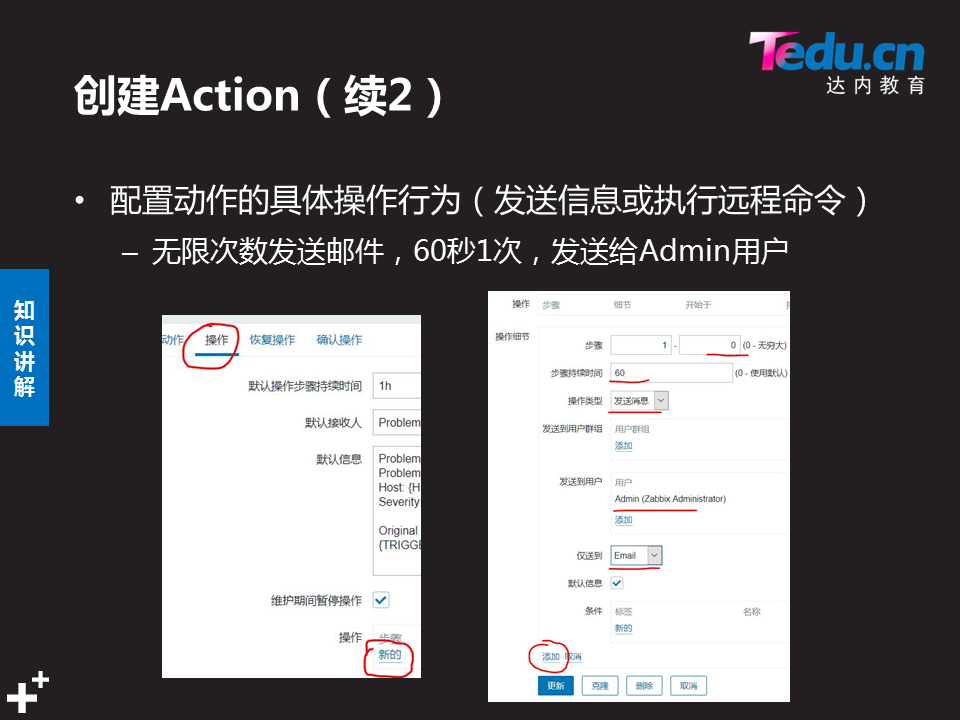 Tedu.cn
达内教育
创建Action（续2）
• 配置动作的具体操作行为（发送信息或执行远程命令）
– 无限次数发送邮件，60秒1次，发送给Admin用户
知识讲解
动作 操作 恢复操作 确认操作
默认操作步骤持续时间 1h
默认接收人 Problem
默认信息 Problem
Problem
Host: {H
Severity:
Original
{TRIGGE
维护期间暂停操作
操作 步骤
新的
操作 步骤 细节 开始于
操作细节
步骤 1 - 0 (0 - 无穷大)
步骤持续时间 60 (0 - 使用默认)
操作类型 发送消息
发送到用户群组 用户群组
添加
发送到用户 用户
Admin (Zabbix Administrator)
添加
仅送到 Email
默认信息
条件 标签 名称
新的
添加 取消
更新 克隆 删除 取消